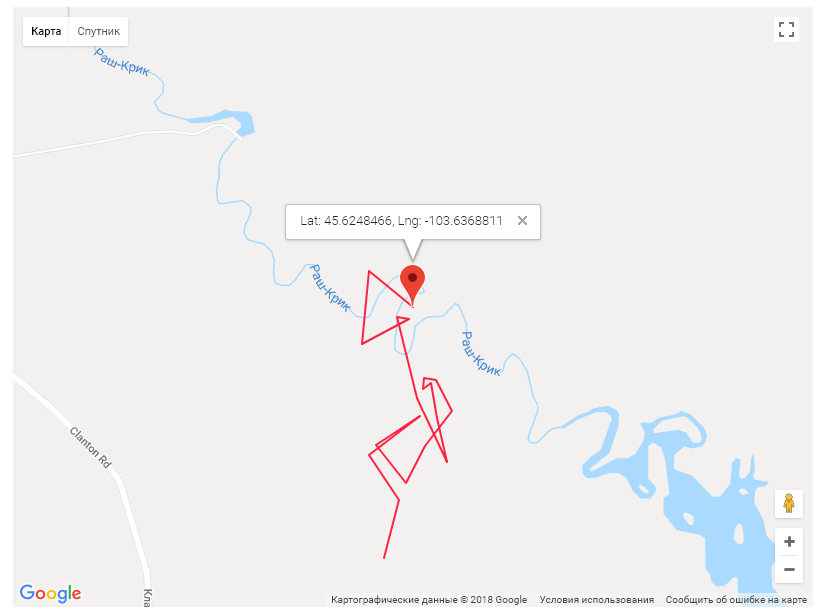 Карта Спутник
Раш-Крик
Lat: 45.6248466, Lng: -103.6368811
Раш-Крик
Раш-Крик
Clanton Rd
Кла
Google
Картографические данные © 2018 Google Условия использования Сообщить об ошибке на карте